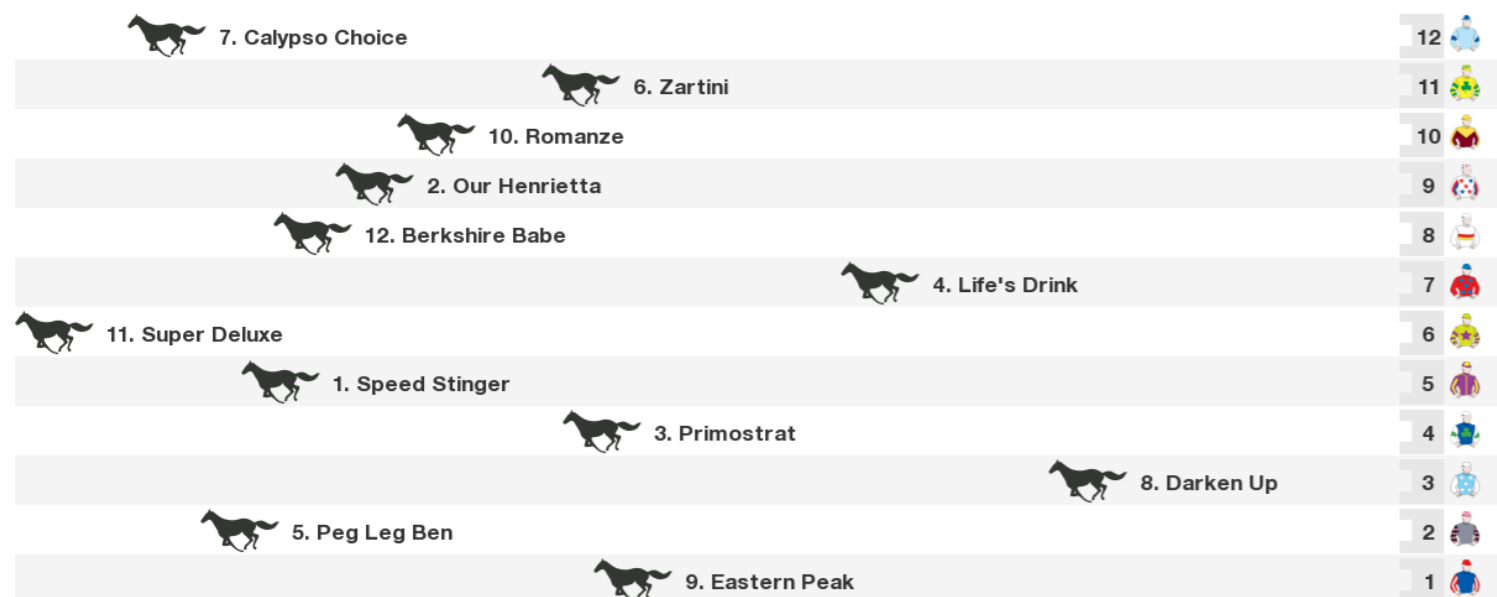 7. Calypso Choice 12
6. Zartini 11
10. Romanze 10
2. Our Henrietta 9
12. Berkshire Babe 8
4. Life's Drink 7
11. Super Deluxe 6
1. Speed Stinger 5
3. Primostrat 4
8. Darken Up 3
5. Peg Leg Ben 2
9. Eastern Peak 1